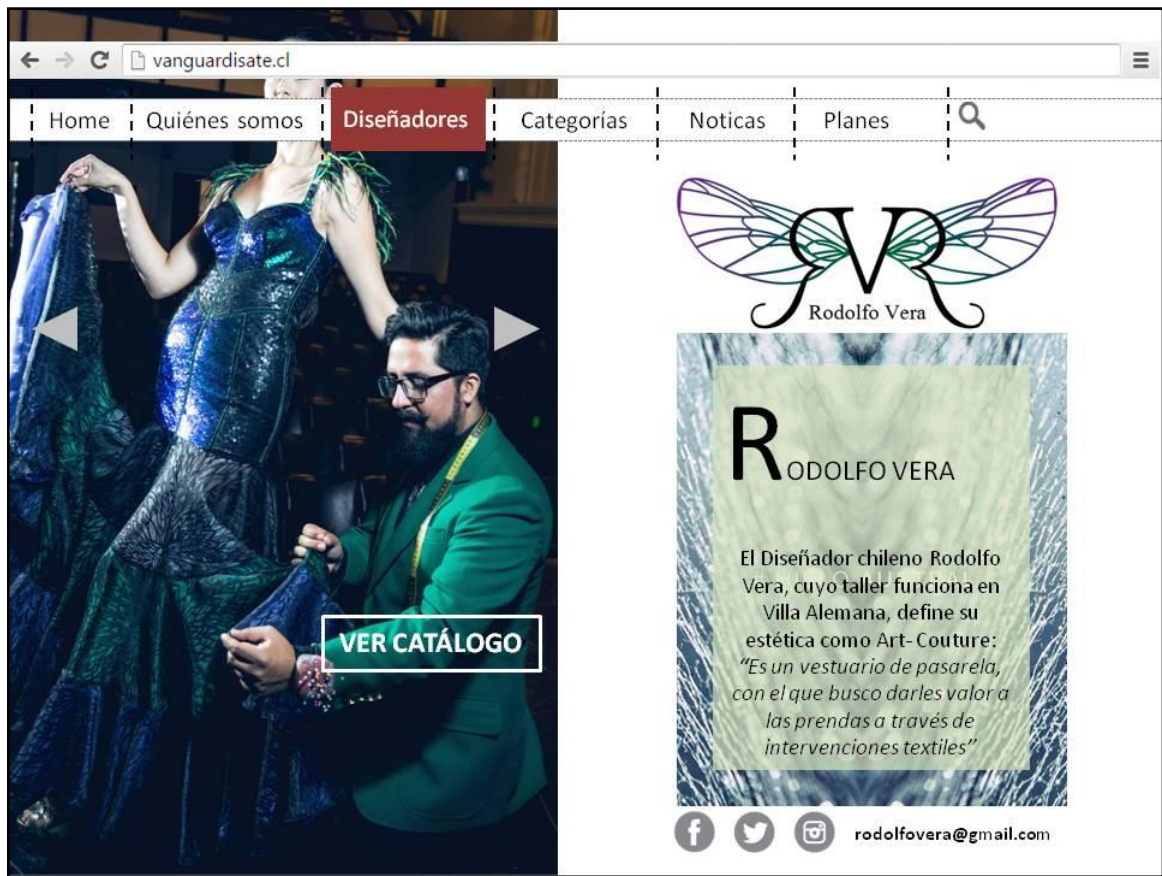 vanguardisate.cl
Home Quiénes somos Diseñadores Categorías Noticas Planes
RVR
Rodolfo Vera
RODOLFO VERA
El Diseñador chileno Rodolfo
Vera, cuyo taller funciona en
Villa Alemana, define su
estética como Art-Couture:
“Es un vestuario de pasarela,
con el que busco darles valor a
las prendas a través de
intervenciones textiles”
VER CATÁLOGO
rodolfovera@gmail.com